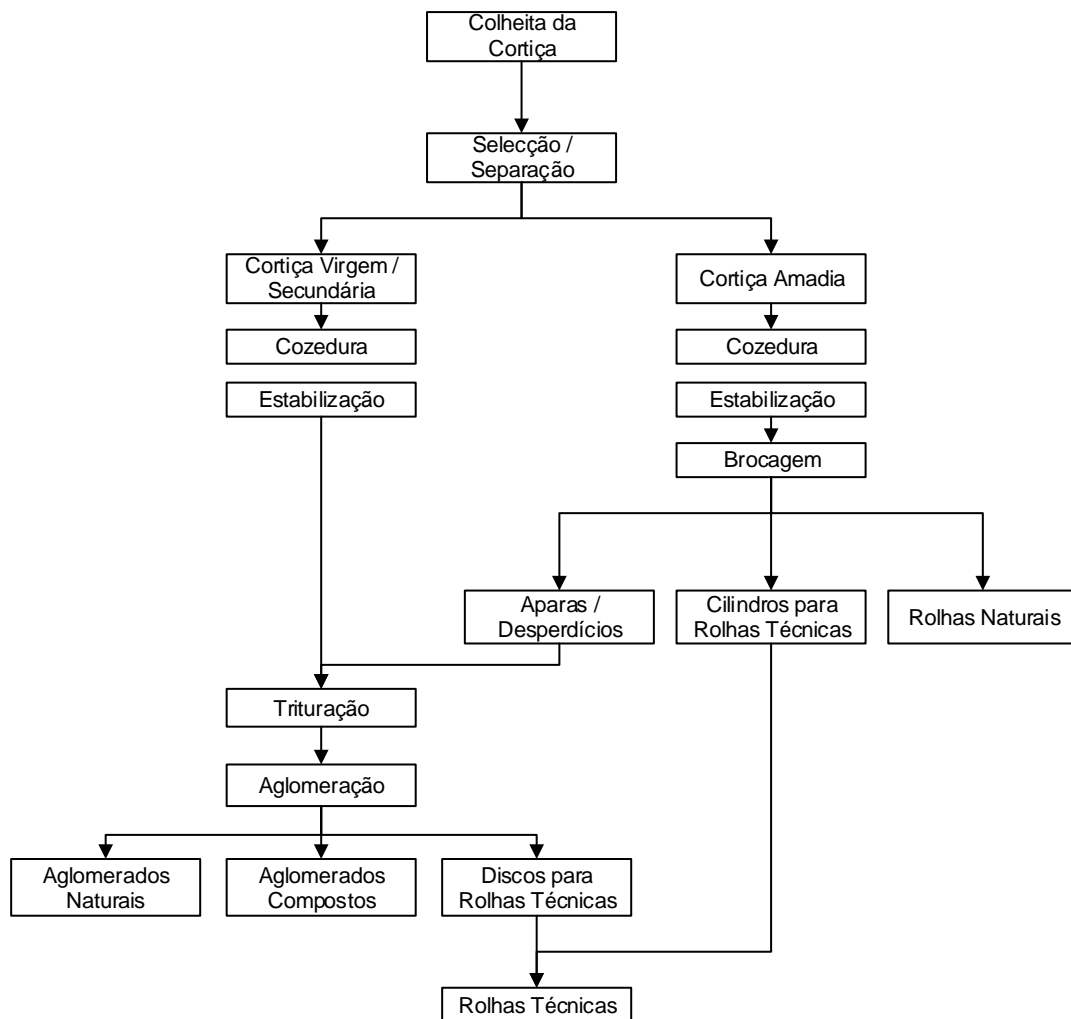 Colheita da
Cortiça
Selecção /
Separação
Cortiça Virgem /
Secundária
Cortiça Amadia
Cozedura
Cozedura
Estabilização
Estabilização
Brocagem
Aparas /
Desperdícios
Cilindros para
Rolhas Técnicas
Rolhas Naturais
Trituração
Aglomeração
Aglomerados
Naturais
Aglomerados
Compostos
Discos para
Rolhas Técnicas
Rolhas Técnicas